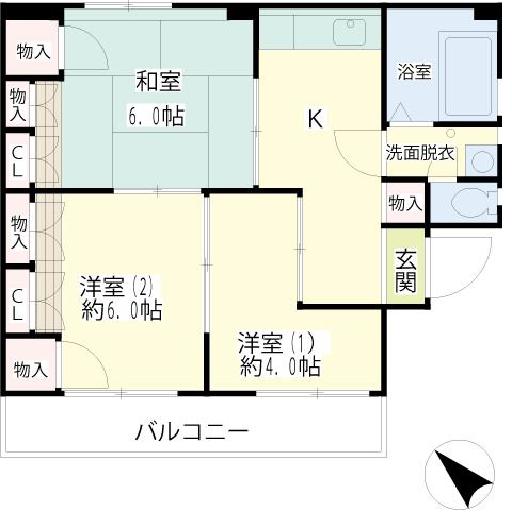 物入
和室
6.0帖
K
浴室
物入
CL
洗面脱衣
物入
物入
洋室(2)
約6.0帖
玄関
CL
洋室(1)
約4.0帖
物入
バルコニー